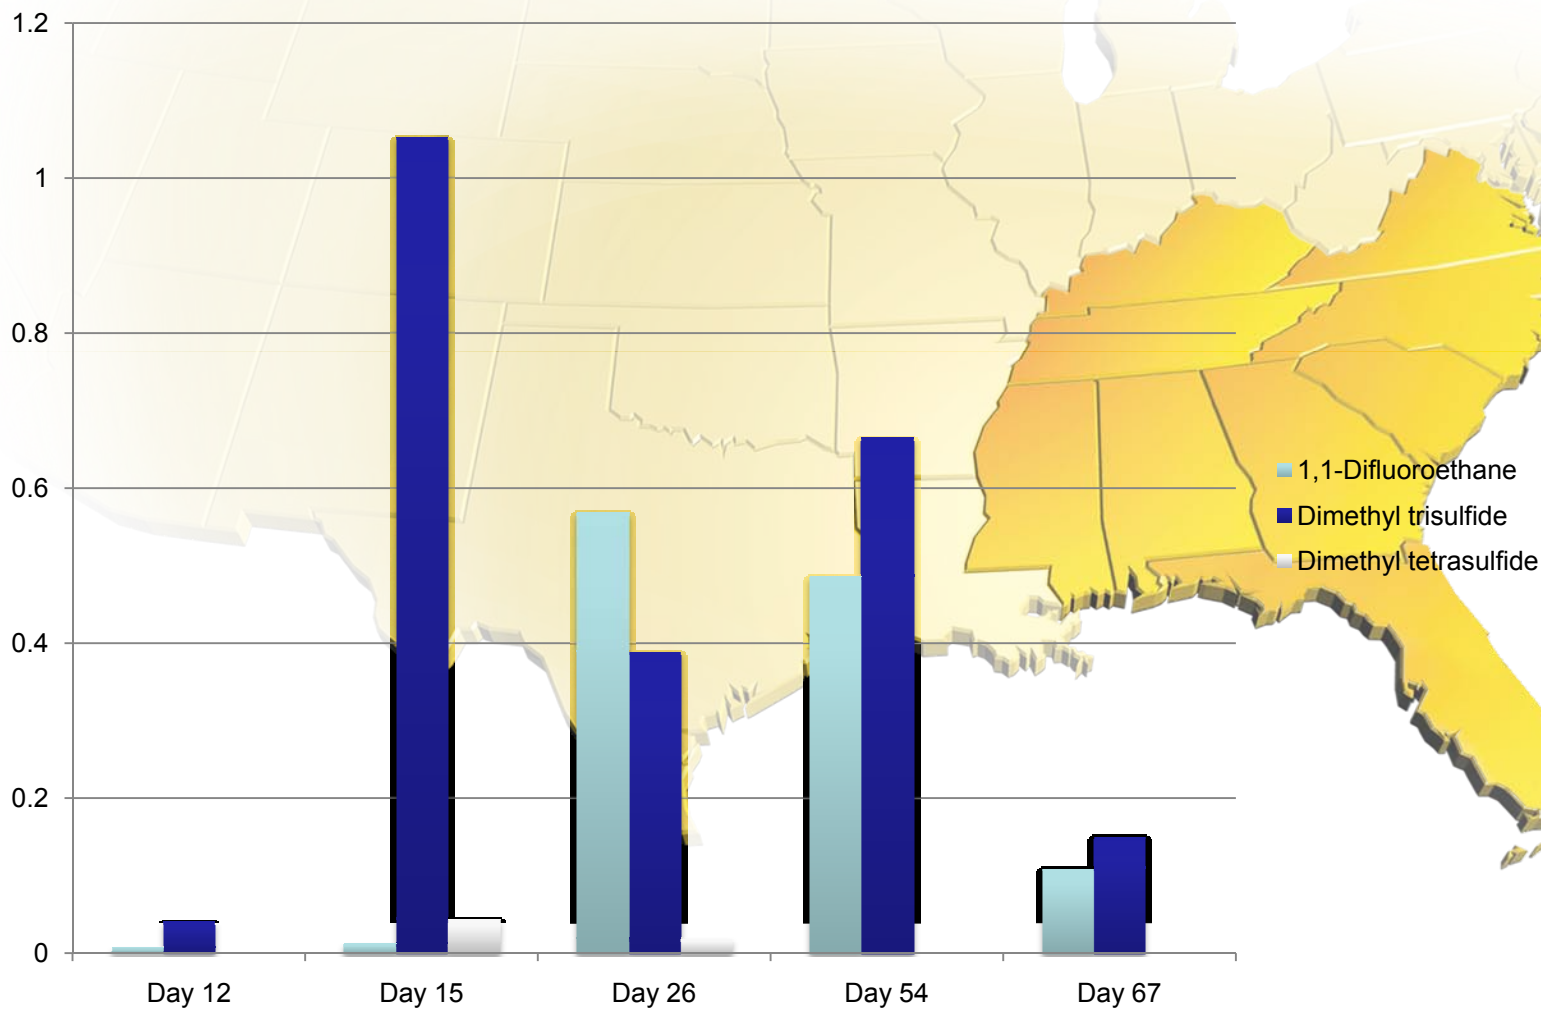 1.2
1
0.8
0.6
0.4
0.2
0
Day 12
Day 15
Day 26
Day 54
Day 67
1,1-Difluoroethane
Dimethyl trisulfide
Dimethyl tetrasulfide